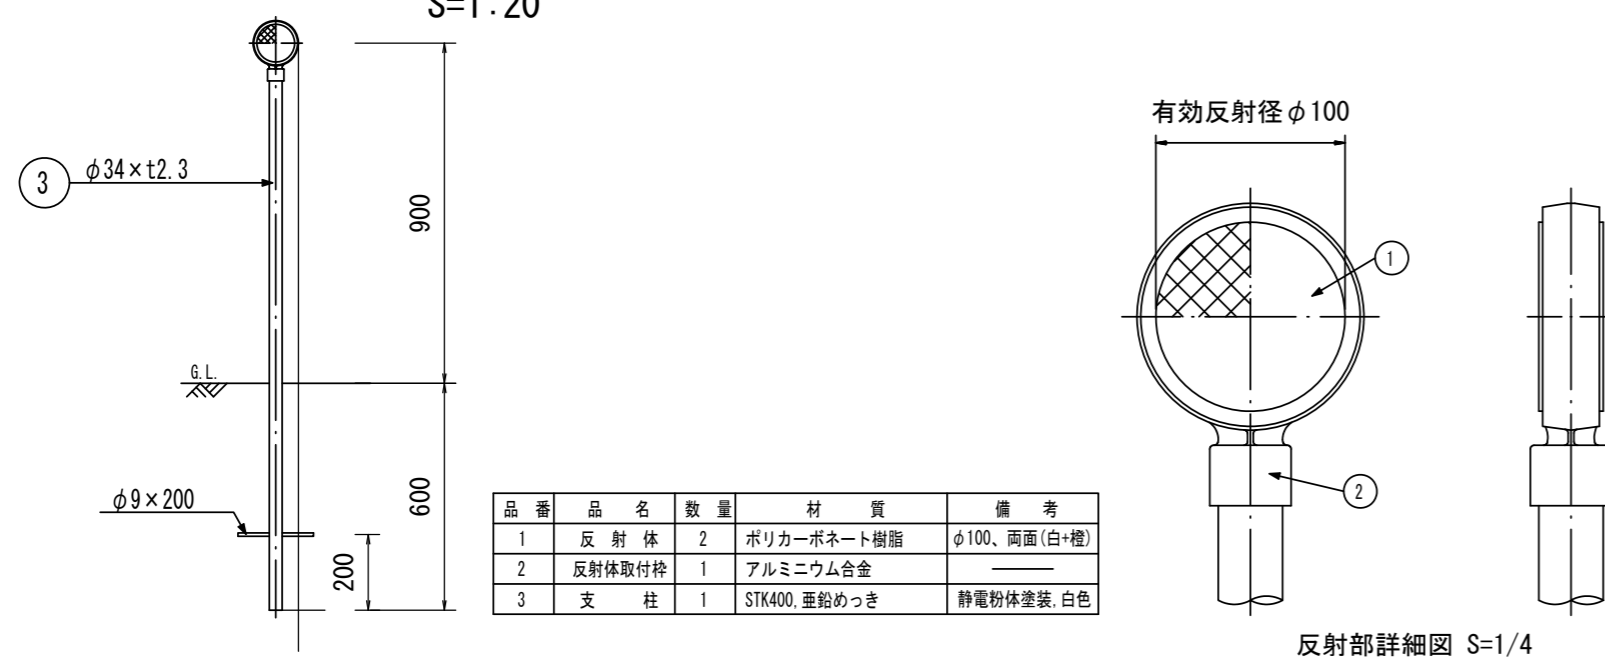 S=1:20
③ φ34×t2.3
900
G.L.
600
φ9×200
200
品 番 品 名 数 量 材 質 備 考
1 反 射 体 2 ポリカーボネート樹脂 φ100、両面(白+橙)
2 反射体取付枠 1 アルミニウム合金 ―――
3 支 柱 1 STK400,亜鉛めっき 静電粉体塗装,白色
有効反射径φ100
①
②
反射部詳細図 S=1/4